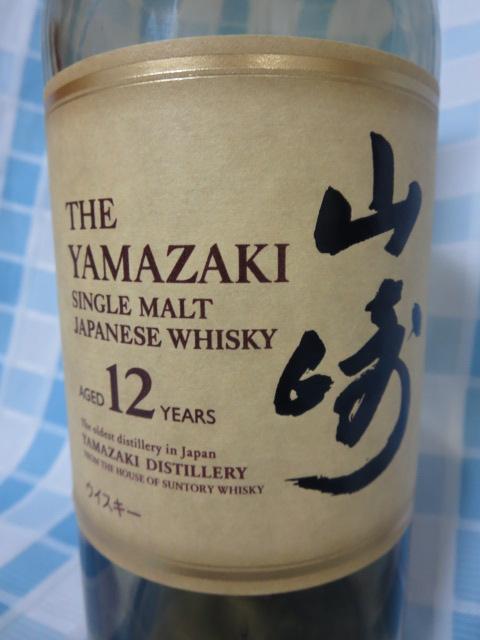 THE
YAMAZAKI
SINGLE MALT
JAPANESE WHISKY
AGED 12 YEARS
The oldest distillery in Japan
YAMAZAKI DISTILLERY
FROM THE HOUSE OF SUNTORY WHISKY
ウイスキー
山崎